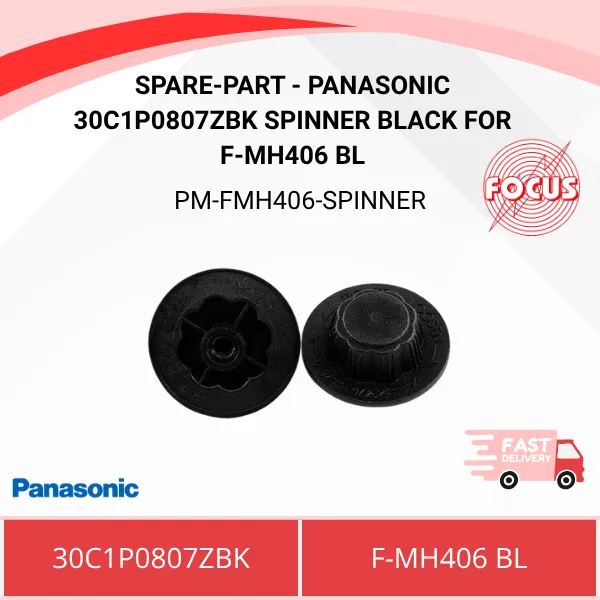 SPARE-PART - PANASONIC
30C1P0807ZBK SPINNER BLACK FOR
F-MH406 BL
PM-FMH406-SPINNER
FOCUS
FAST
DELIVERY
Panasonic
30C1P0807ZBK
F-MH406 BL